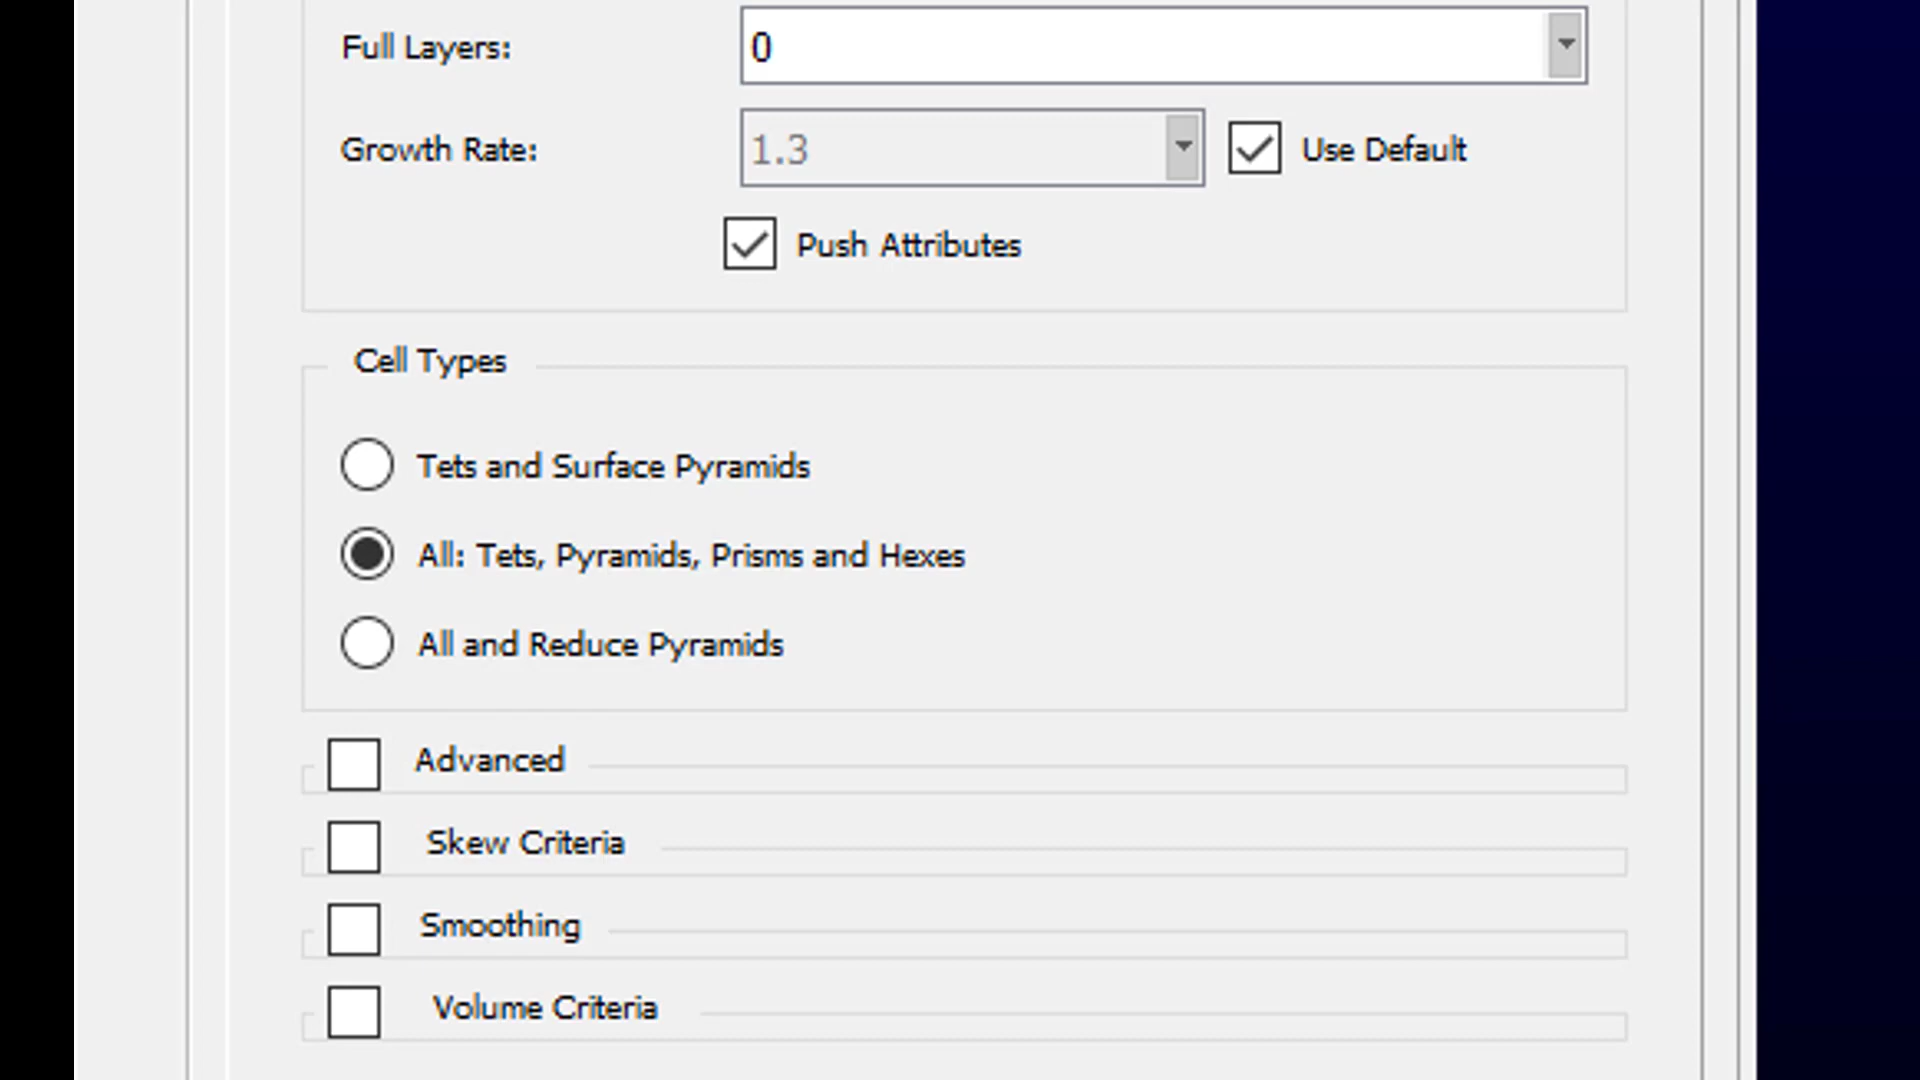 Full Layers: 0
Growth Rate: 1.3 Use Default
Push Attributes
Cell Types
Tets and Surface Pyramids
All: Tets, Pyramids, Prisms and Hexes
All and Reduce Pyramids
Advanced
Skew Criteria
Smoothing
Volume Criteria